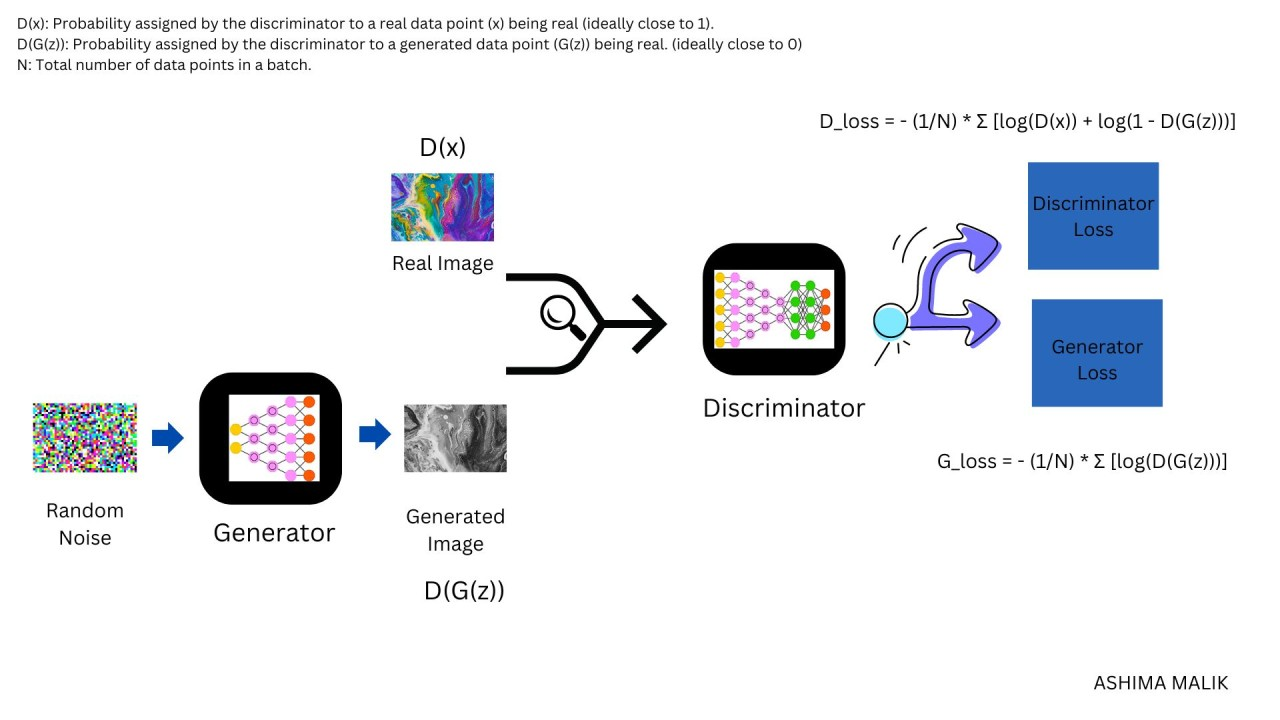 D(x): Probability assigned by the discriminator to a real data point (x) being real (ideally close to 1).
D(G(z)): Probability assigned by the discriminator to a generated data point (G(z)) being real. (ideally close to 0)
N: Total number of data points in a batch.
D_loss = - (1/N) * Σ [log(D(x)) + log(1 - D(G(z)))]
D(x)
Real Image
Discriminator
Loss
Generator
Loss
Discriminator
G_loss = - (1/N) * Σ [log(D(G(z)))]
Random
Noise
Generator
Generated
Image
D(G(z))
ASHIMA MALIK